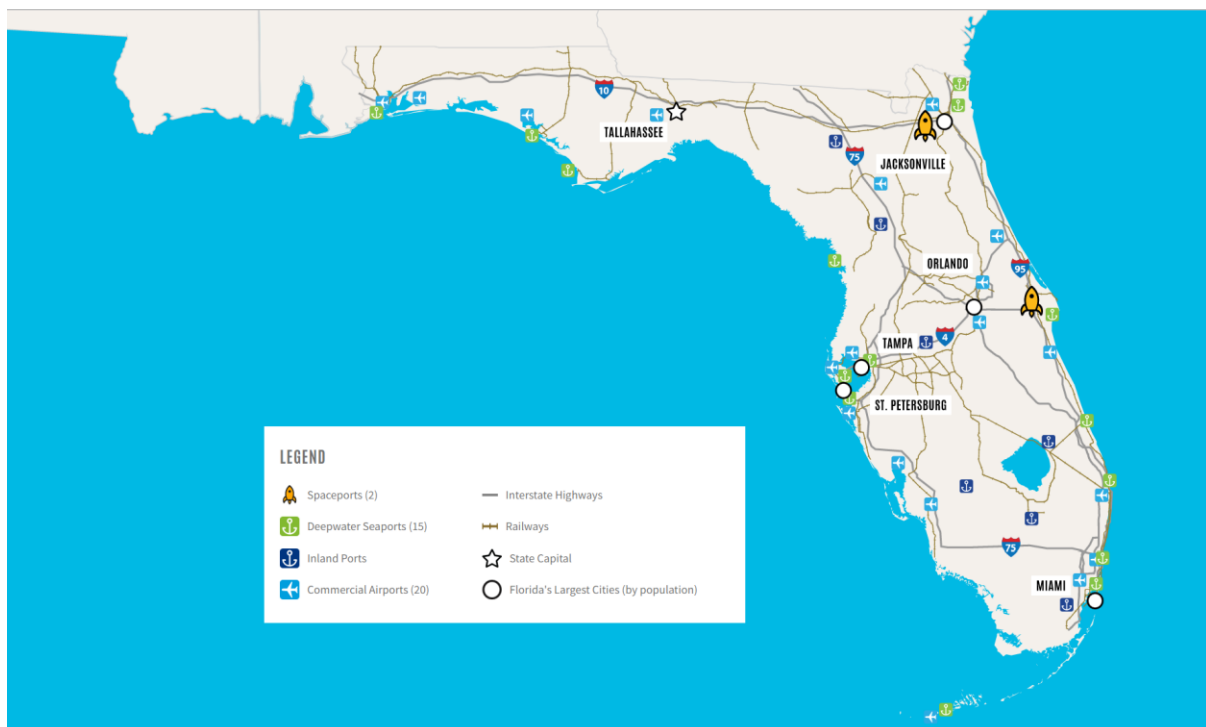 10
TALLAHASSEE
75
JACKSONVILLE
ORLANDO
95
TAMPA
4
ST. PETERSBURG
LEGEND
Spaceports (2)
Interstate Highways
Deepwater Seaports (15)
Railways
Inland Ports
State Capital
Commercial Airports (20)
Florida's Largest Cities (by population)
75
MIAMI